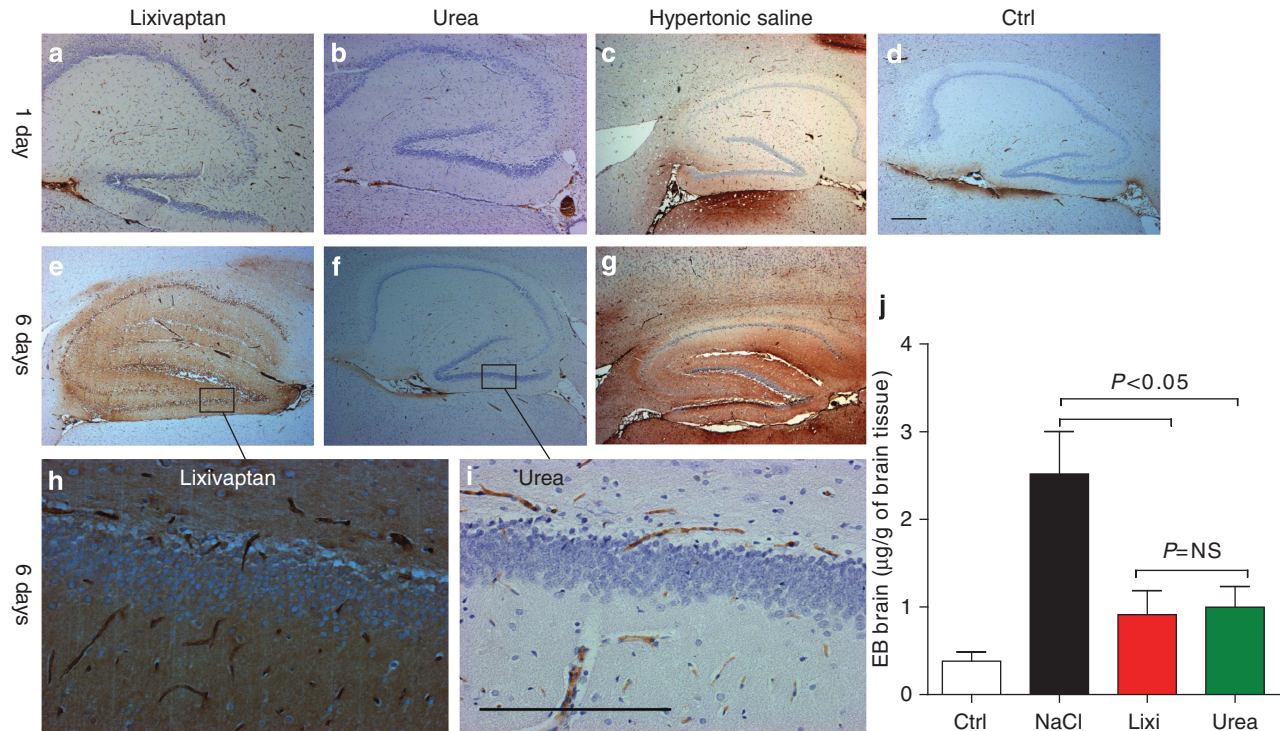 Lixivaptan Urea Hypertonic saline Ctrl
a b c d
1 day
e f g
6 days
h Lixivaptan
i Urea
6 days
j
EB brain (µg/g of brain tissue)
4
3
2
1
0
P<0.05
P=NS
Ctrl NaCl Lixi Urea